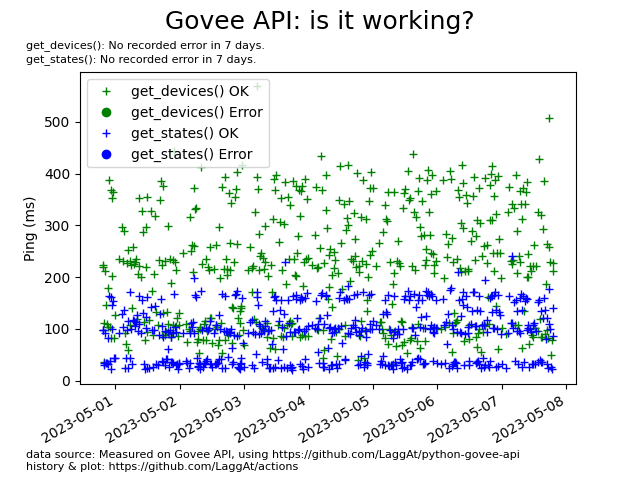 Govee API: is it working?
get_devices(): No recorded error in 7 days.
get_states(): No recorded error in 7 days.
get_devices() OK
get_devices() Error
get_states() OK
get_states() Error
Ping (ms)
500
400
300
200
100
0
2023-05-01
2023-05-02
2023-05-03
2023-05-04
2023-05-05
2023-05-06
2023-05-07
2023-05-08
data source: Measured on Govee API, using https://github.com/LaggAt/python-govee-api
history & plot: https://github.com/LaggAt/actions